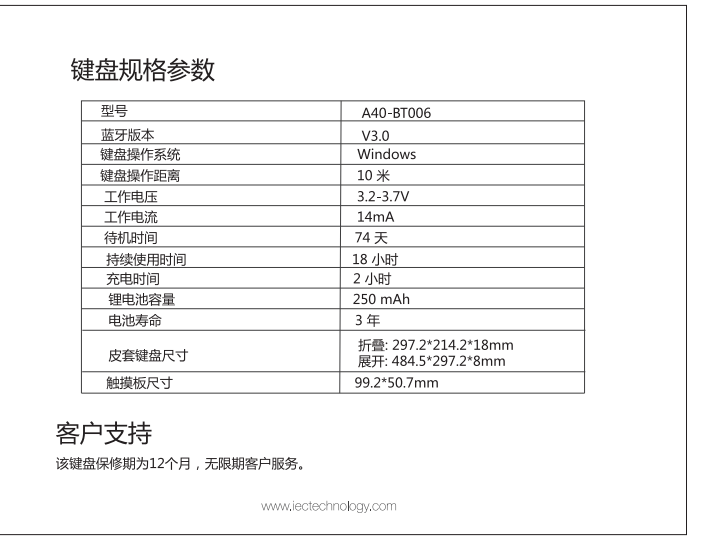 键盘规格参数
型号 A40-BT006
蓝牙版本 V3.0
键盘操作系统 Windows
键盘操作距离 10 米
工作电压 3.2-3.7V
工作电流 14mA
待机时间 74 天
持续使用时间 18 小时
充电时间 2 小时
锂电池容量 250 mAh
电池寿命 3 年
皮套键盘尺寸 折叠: 297.2*214.2*18mm
展开: 484.5*297.2*8mm
触摸板尺寸 99.2*50.7mm
客户支持
该键盘保修期为12个月，无限期客户服务。
www.iectechnology.com